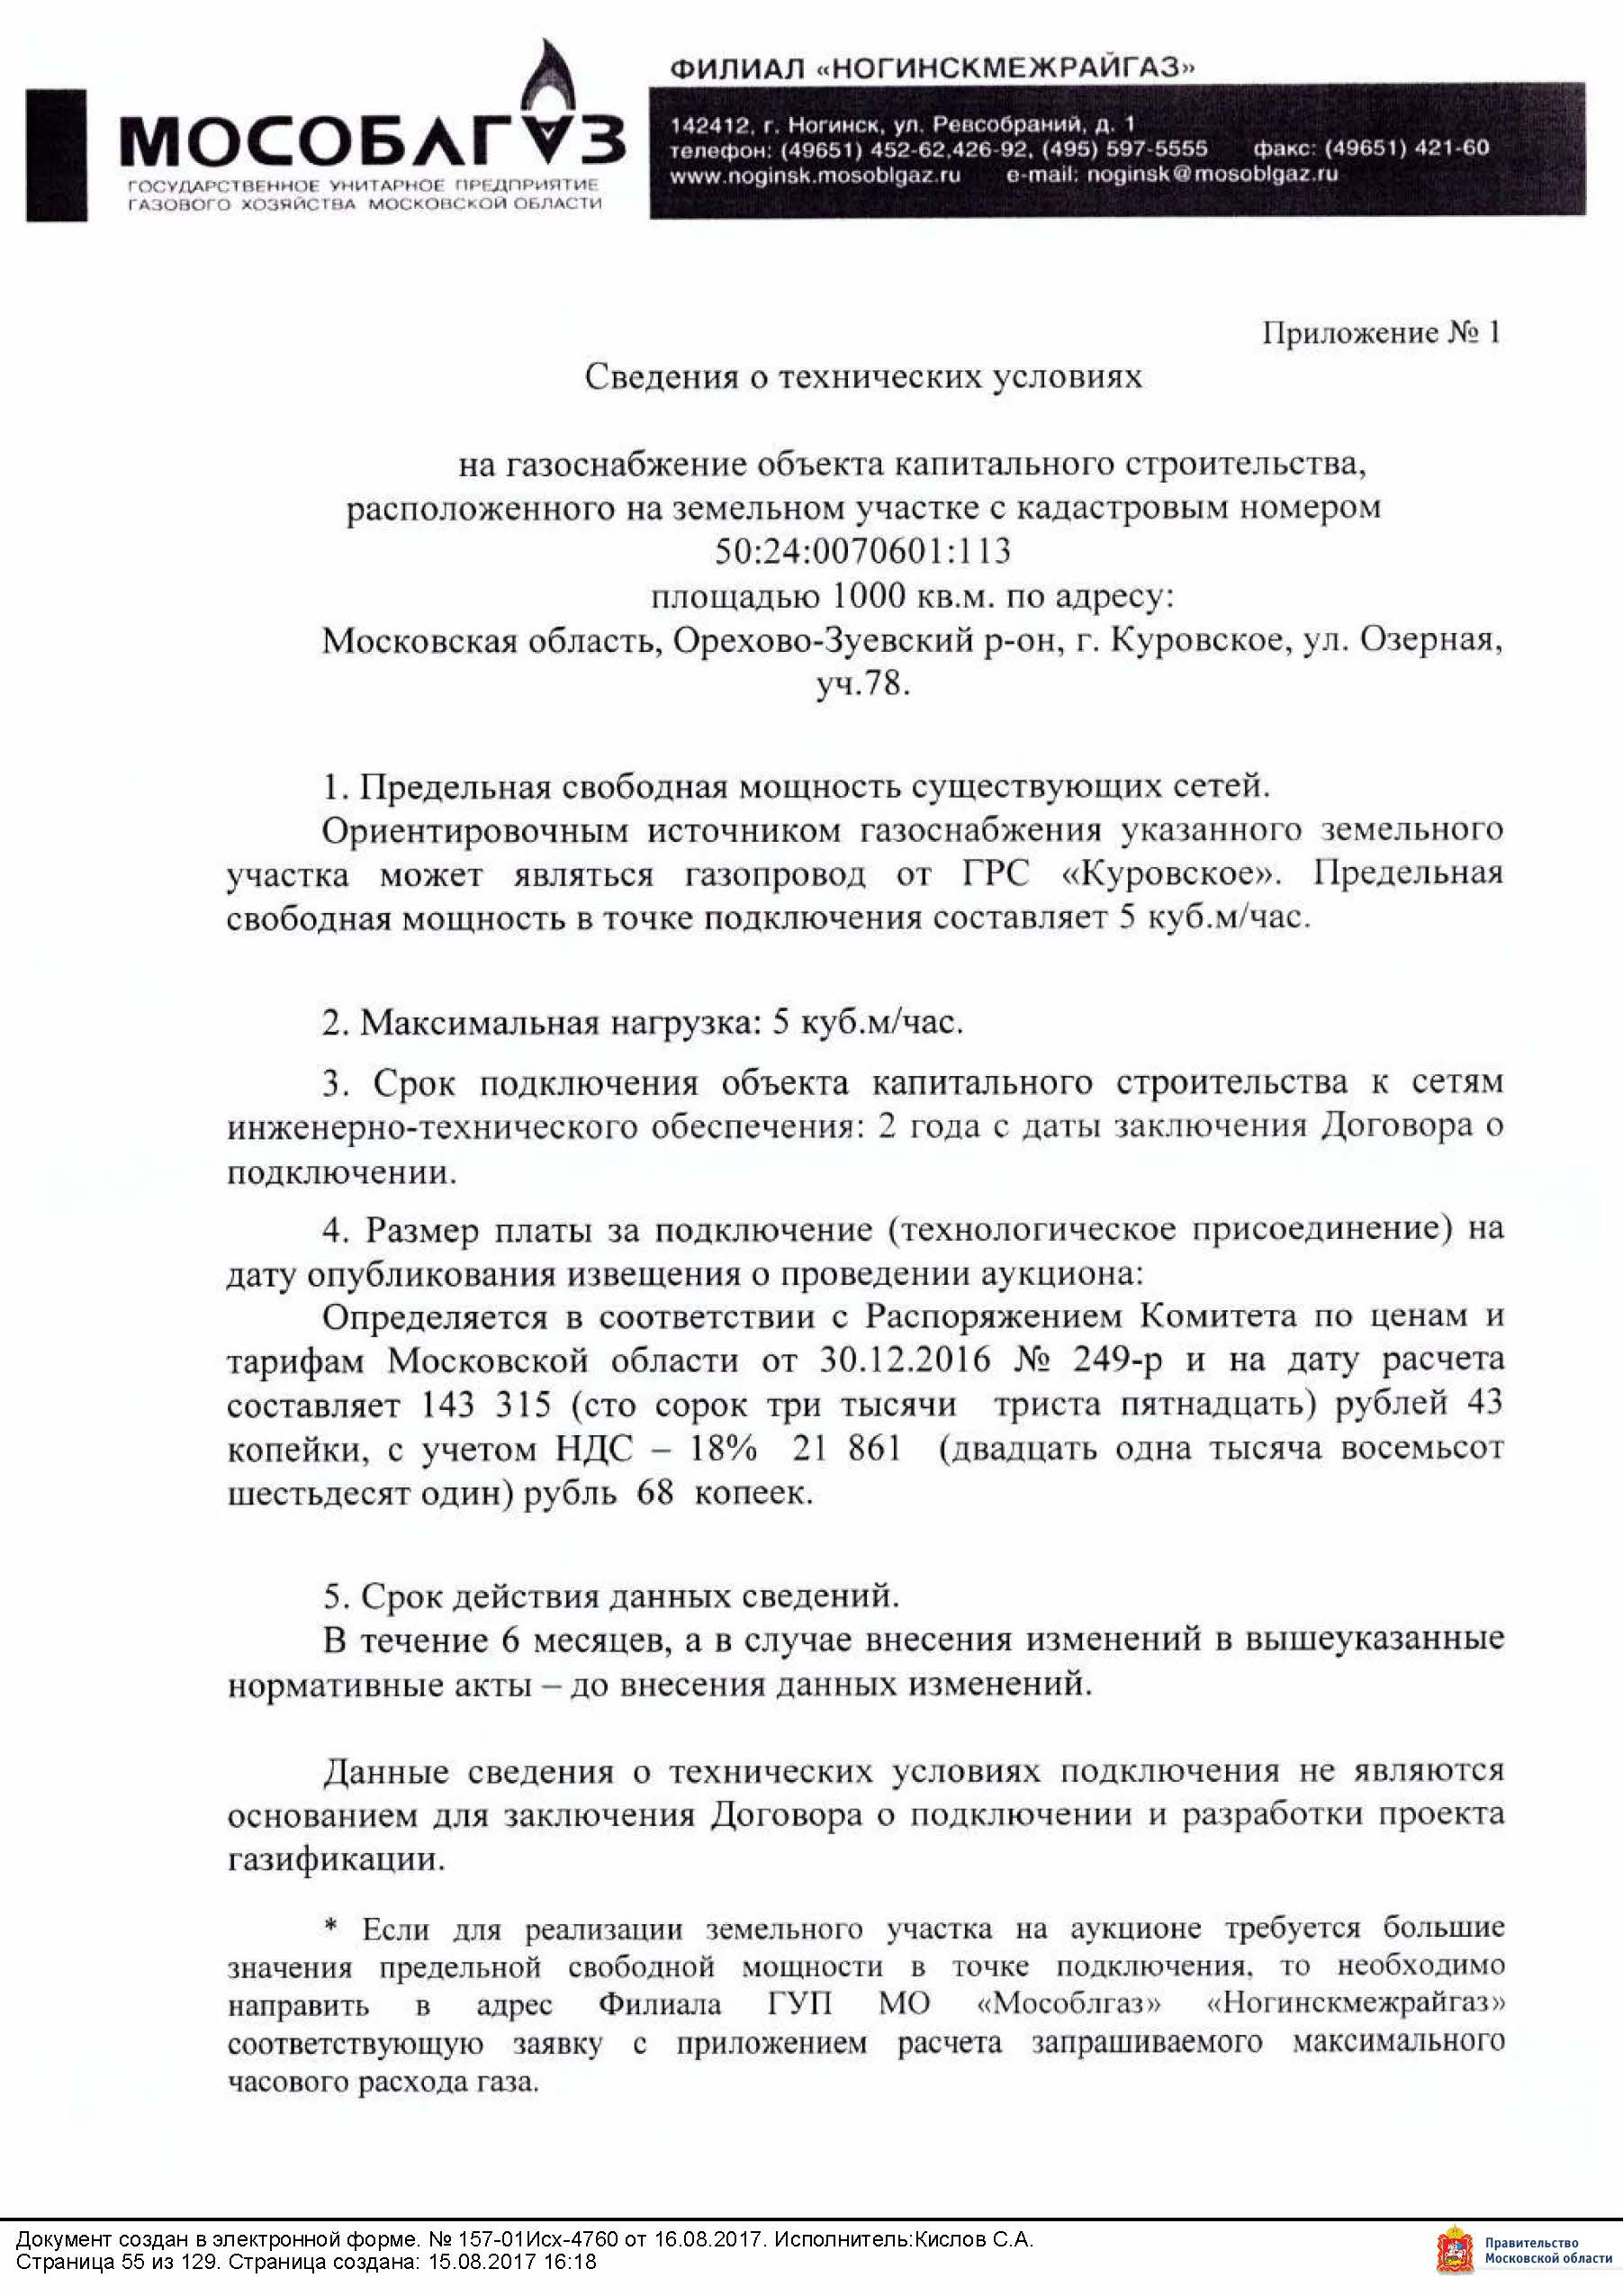 ФИЛИАЛ «НОГИНСКМЕЖРАЙГАЗ»
МОСОБЛГАЗ
ГОСУДАРСТВЕННОЕ УНИТАРНОЕ ПРЕДПРИЯТИЕ
ГАЗОВОГО ХОЗЯЙСТВА МОСКОВСКОЙ ОБЛАСТИ
142412, г. Ногинск, ул. Ревсобраний, д. 1
телефон: (49651) 452-62,426-92, (495) 597-5555 факс: (49651) 421-60
www.noginsk.mosoblgaz.ru e-mail: noginsk@mosoblgaz.ru
Приложение № 1
Сведения о технических условиях
на газоснабжение объекта капитального строительства,
расположенного на земельном участке с кадастровым номером
50:24:0070601:113
площадью 1000 кв.м. по адресу:
Московская область, Орехово-Зуевский р-он, г. Куровское, ул. Озерная,
уч.78.
1. Предельная свободная мощность существующих сетей.
Ориентировочным источником газоснабжения указанного земельного
участка может являться газопровод от ГРС «Куровское». Предельная
свободная мощность в точке подключения составляет 5 куб.м/час.
2. Максимальная нагрузка: 5 куб.м/час.
3. Срок подключения объекта капитального строительства к сетям
инженерно-технического обеспечения: 2 года с даты заключения Договора о
подключении.
4. Размер платы за подключение (технологическое присоединение) на
дату опубликования извещения о проведении аукциона:
Определяется в соответствии с Распоряжением Комитета по ценам и
тарифам Московской области от 30.12.2016 № 249-р и на дату расчета
составляет 143 315 (сто сорок три тысячи триста пятнадцать) рублей 43
копейки, с учетом НДС – 18% 21 861 (двадцать одна тысяча восемьсот
шестьдесят один) рубль 68 копеек.
5. Срок действия данных сведений.
В течение 6 месяцев, а в случае внесения изменений в вышеуказанные
нормативные акты – до внесения данных изменений.
Данные сведения о технических условиях подключения не являются
основанием для заключения Договора о подключении и разработки проекта
газификации.
* Если для реализации земельного участка на аукционе требуется большие
значения предельной свободной мощности в точке подключения, то необходимо
направить в адрес Филиала ГУП МО «Мособлгаз» «Ногинскмежрайгаз»
соответствующую заявку с приложением расчета запрашиваемого максимального
часового расхода газа.
Документ создан в электронной форме. № 157-01Исх-4760 от 16.08.2017. Исполнитель:Кислов С.А.
Страница 55 из 129. Страница создана: 15.08.2017 16:18
Правительство
Московской области